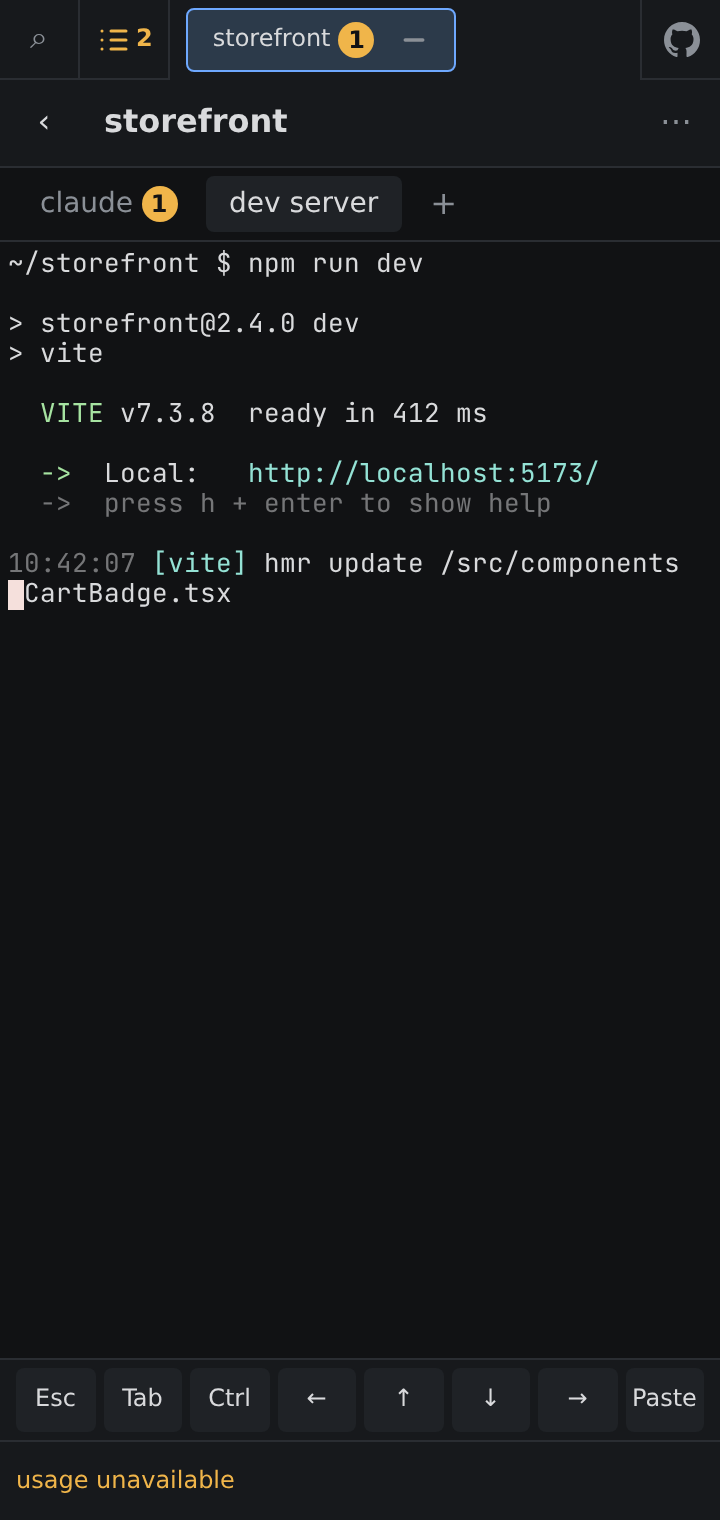 2
storefront 1
storefront
claude 1 dev server +
~/storefront $ npm run dev
> storefront@2.4.0 dev
> vite
VITE v7.3.8  ready in 412 ms
->  Local:   http://localhost:5173/
->  press h + enter to show help
10:42:07 [vite] hmr update /src/components
CartBadge.tsx
Esc Tab Ctrl ← ↑ ↓ → Paste
usage unavailable